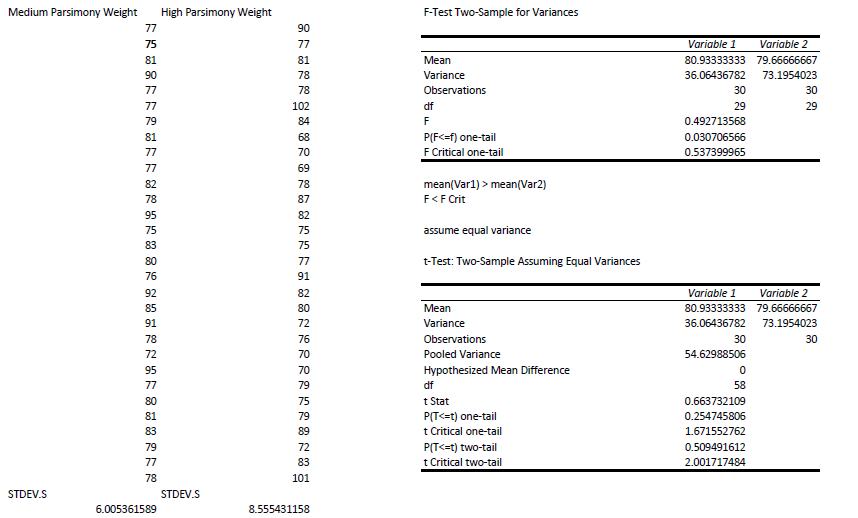 Medium Parsimony Weight High Parsimony Weight F-Test Two-Sample for Variances
77 90
75 77 Variable 1 Variable 2
81 81 Mean 80.93333333 79.66666667
90 78 Variance 36.06436782 73.1954023
77 78 Observations 30 30
77 102 df 29 29
79 84 F 0.492713568
81 68 P(F<=f) one-tail 0.030706566
77 70 F Critical one-tail 0.537399965
77 69
82 78 mean(Var1) > mean(Var2)
78 87 F < F Crit
95 82
75 75 assume equal variance
83 75
80 77 t-Test: Two-Sample Assuming Equal Variances
76 91
92 82 Variable 1 Variable 2
85 80 Mean 80.93333333 79.66666667
91 72 Variance 36.06436782 73.1954023
78 76 Observations 30 30
72 70 Pooled Variance 54.62988506
95 70 Hypothesized Mean Difference 0
77 79 df 58
80 75 t Stat 0.663732109
81 79 P(T<=t) one-tail 0.254745806
83 89 t Critical one-tail 1.671552762
79 72 P(T<=t) two-tail 0.509491612
77 83 t Critical two-tail 2.001717484
78 101
STDEV.S STDEV.S
6.005361589 8.555431158